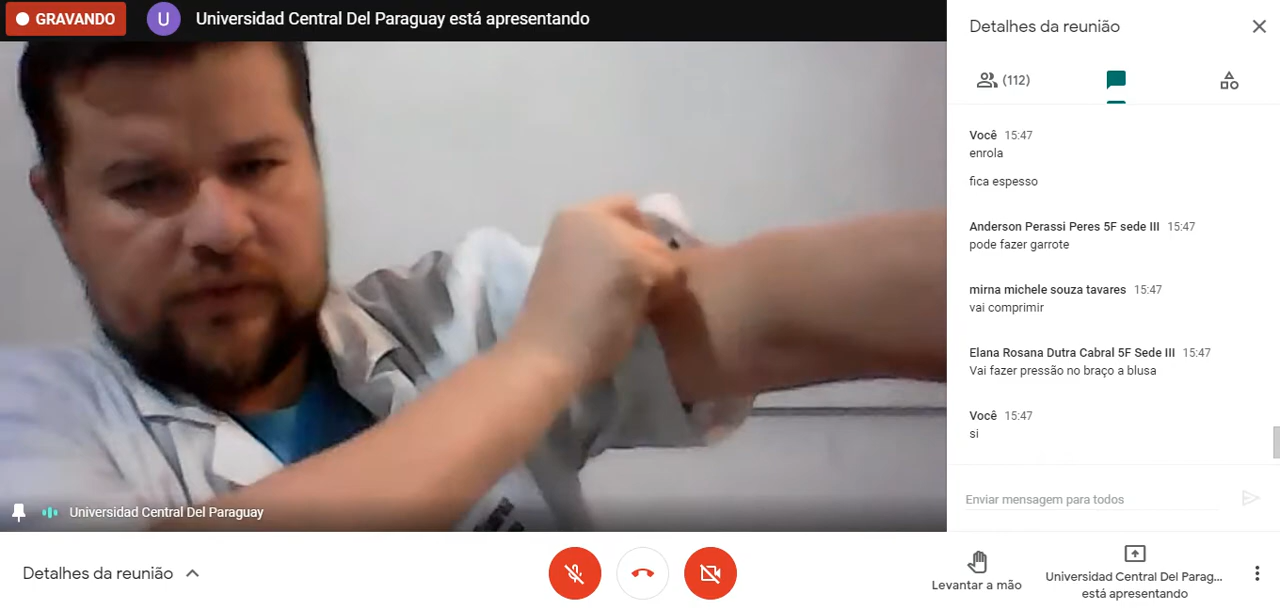 GRAVANDO
U
Universidad Central Del Paraguay está apresentando
Universidad Central Del Paraguay
Detalhes da reunião
(112)
Você 15:47
enrola
fica espesso
Anderson Perassi Peres 5F sede III 15:47
pode fazer garrote
mirna michele souza tavares 15:47
vai comprimir
Elana Rosana Dutra Cabral 5F Sede III 15:47
Vai fazer pressão no braço a blusa
Você 15:47
si
Enviar mensagem para todos
Detalhes da reunião
Levantar a mão
Universidad Central Del Parag...
está apresentando